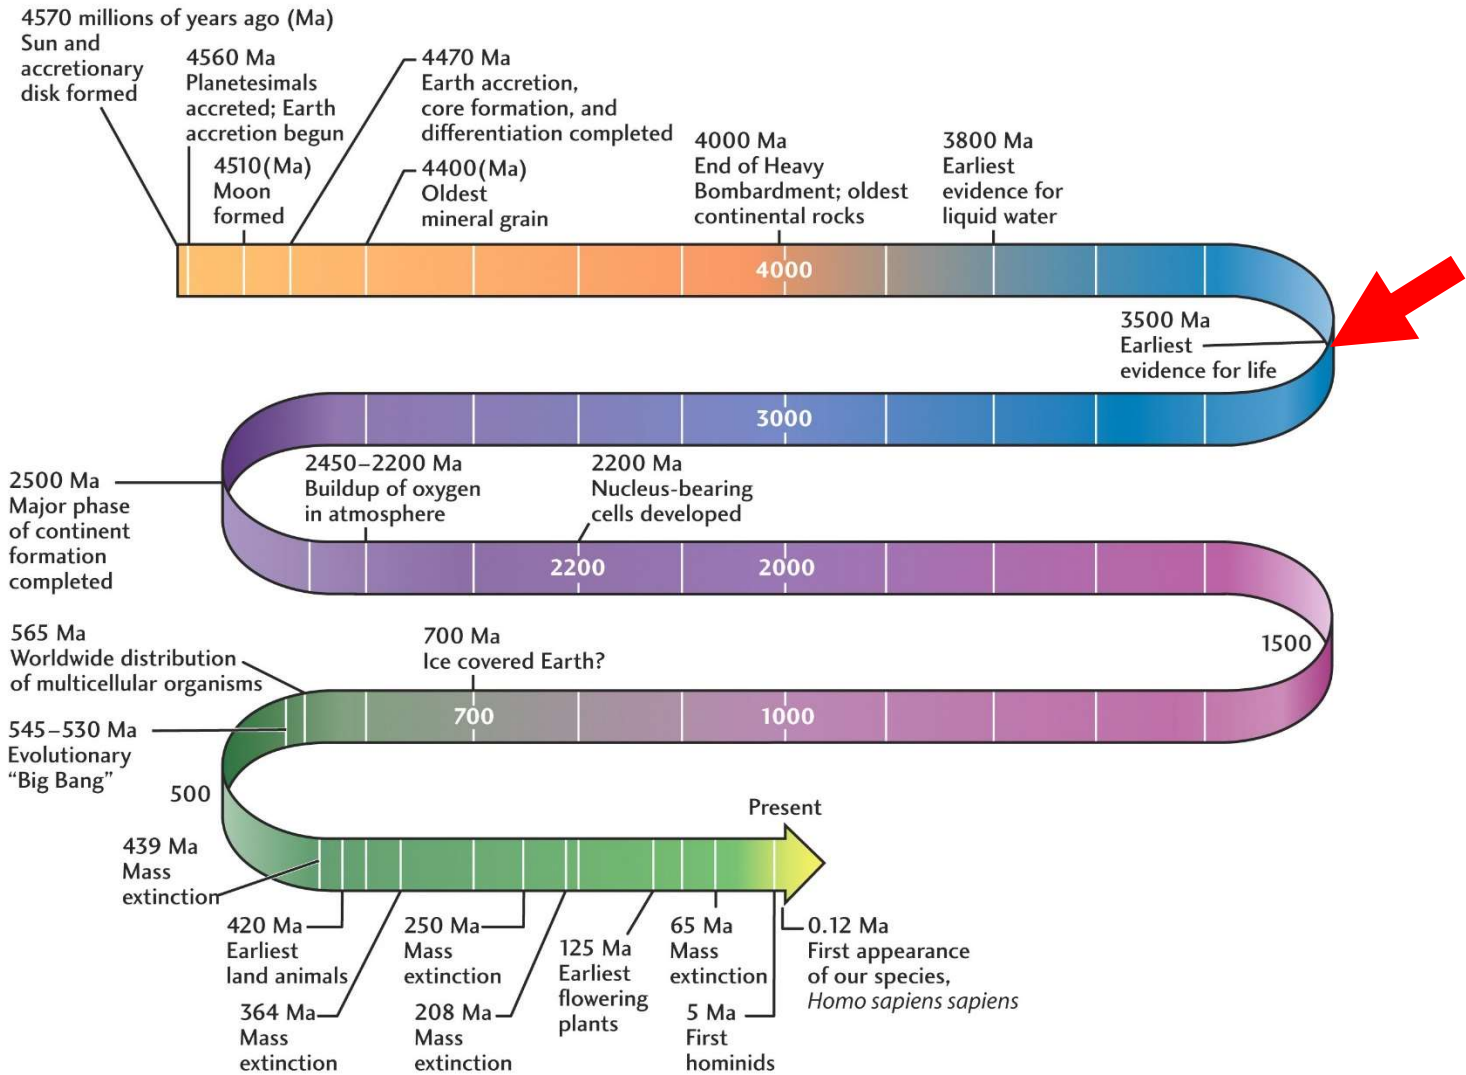 4570 millions of years ago (Ma)
Sun and
accretionary
disk formed
4560 Ma
Planetesimals
accreted; Earth
accretion begun
4510(Ma)
Moon
formed
4470 Ma
Earth accretion,
core formation, and
differentiation completed
4400(Ma)
Oldest
mineral grain
4000 Ma
End of Heavy
Bombardment; oldest
continental rocks
3800 Ma
Earliest
evidence for
liquid water
4000
3500 Ma
Earliest
evidence for life
3000
2500 Ma
Major phase
of continent
formation
completed
2450–2200 Ma
Buildup of oxygen
in atmosphere
2200 Ma
Nucleus-bearing
cells developed
2200
2000
1500
565 Ma
Worldwide distribution
of multicellular organisms
700 Ma
Ice covered Earth?
700
1000
545–530 Ma
Evolutionary
“Big Bang”
500
Present
439 Ma
Mass
extinction
420 Ma
Earliest
land animals
364 Ma
Mass
extinction
250 Ma
Mass
extinction
208 Ma
Mass
extinction
125 Ma
Earliest
flowering
plants
65 Ma
Mass
extinction
5 Ma
First
hominids
0.12 Ma
First appearance
of our species,
Homo sapiens sapiens